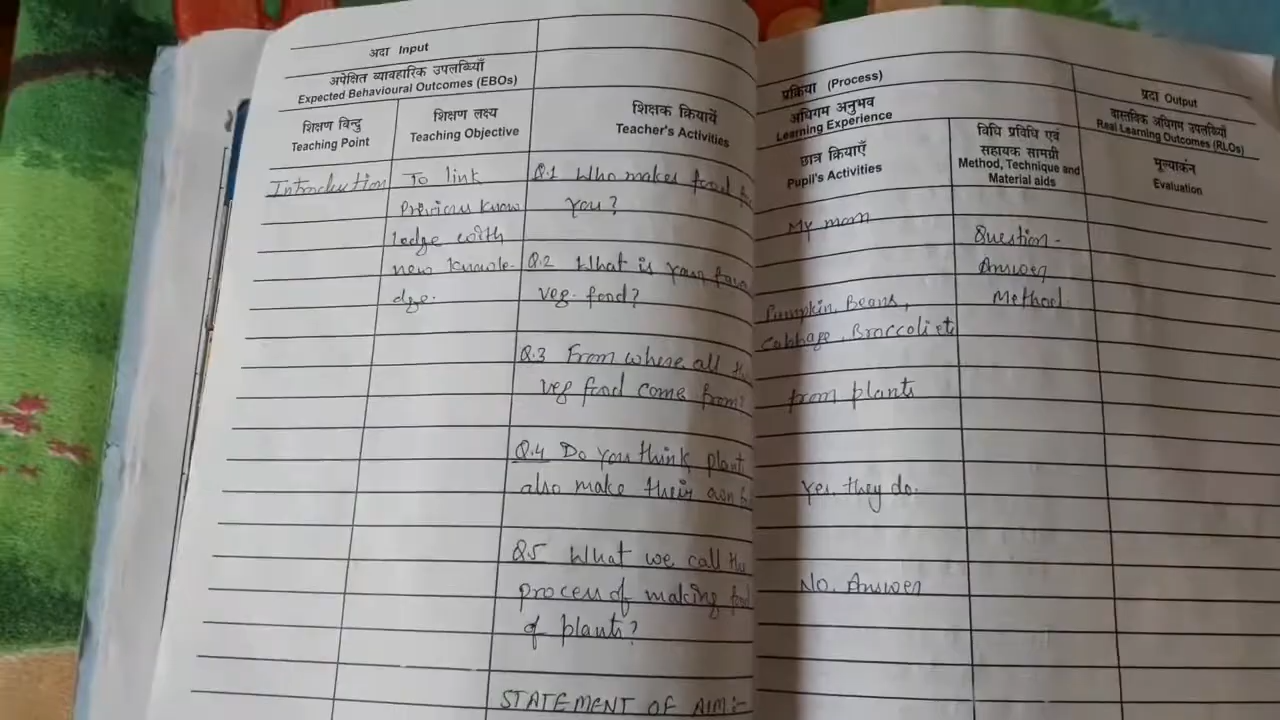 अदा Input
अपेक्षित व्यावहारिक उपलब्धियाँ
Expected Behavioural Outcomes (EBOs)
शिक्षण बिन्दु
Teaching Point
शिक्षण लक्ष्य
Teaching Objective
शिक्षक क्रियायें
Teacher's Activities
Introduction
To link
Previous Know
ledge with
new Knowle-
dge.
Q.1 Who makes food
you?
Q.2 What is your
veg. food?
Q.3 From where all
veg food come from?
Q.4 Do you think plants
also make their own
Q.5 What we call the
process of making food
of plants?
STATEMENT OF AIM:-
प्रक्रिया (Process)
अधिगम अनुभव
Learning Experience
छात्र क्रियाएँ
Pupil's Activities
विधि प्रविधि एवं
सहायक सामग्री
Method, Technique and
Material aids
प्रदा Output
वास्तविक अधिगम उपलब्धियाँ
Real Learning Outcomes (RLOs)
मूल्यांकन
Evaluation
My mom
Pumpkin, Beans,
Cabbage, Broccoli etc
from plants
Yes, they do.
No. Answer
Question-
Answer
Method.